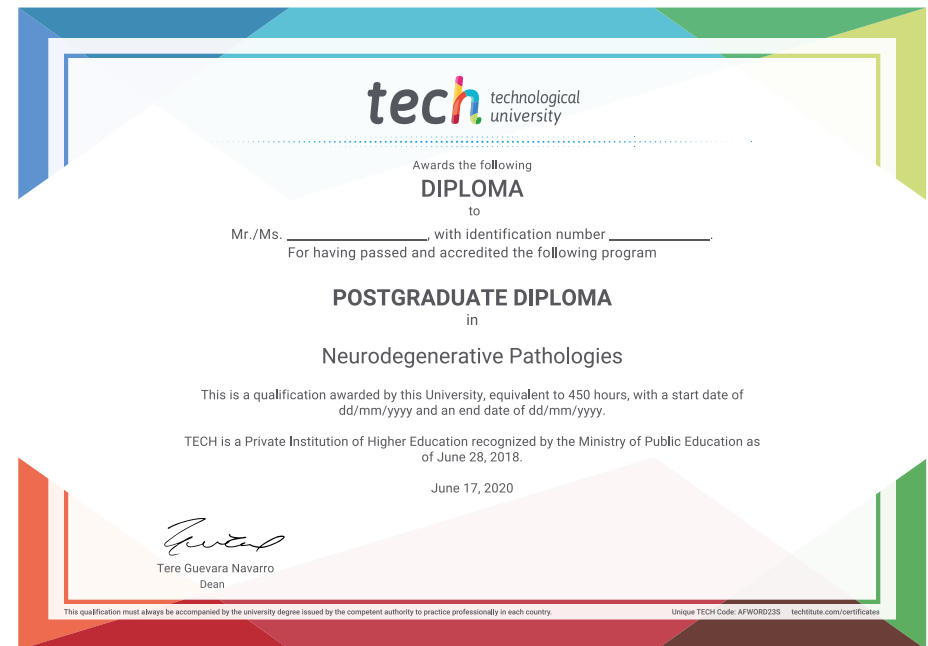 tech technological
university
Awards the following
DIPLOMA
to
Mr./Ms. ____________________, with identification number ______________.
For having passed and accredited the following program
POSTGRADUATE DIPLOMA
in
Neurodegenerative Pathologies
This is a qualification awarded by this University, equivalent to 450 hours, with a start date of
dd/mm/yyyy and an end date of dd/mm/yyyy.
TECH is a Private Institution of Higher Education recognized by the Ministry of Public Education as
of June 28, 2018.
June 17, 2020
Tere Guevara Navarro
Dean
This qualification must always be accompanied by the university degree issued by the competent authority to practice professionally in each country. Unique TECH Code: AFWORD23S techtitute.com/certificates